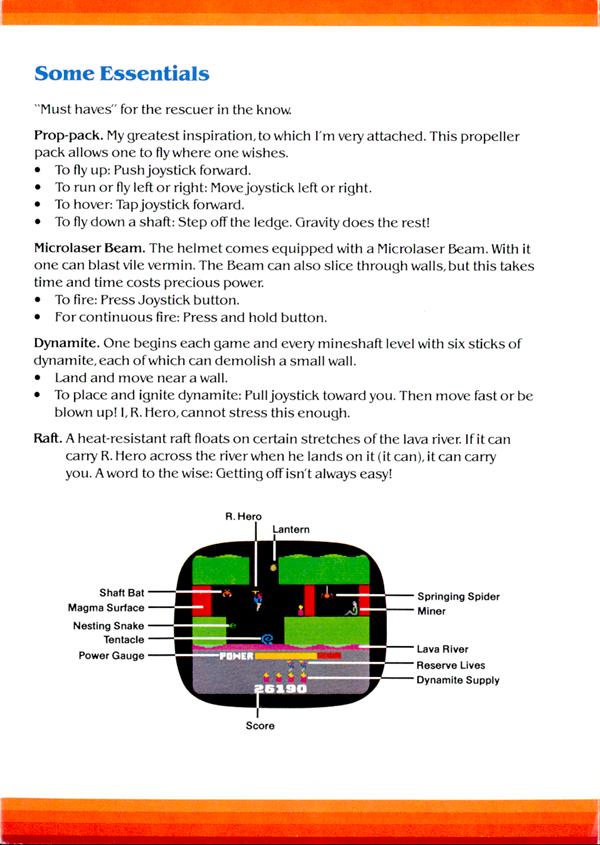 Some Essentials
"Must haves" for the rescuer in the know.
Prop-pack. My greatest inspiration, to which I'm very attached. This propeller
pack allows one to fly where one wishes.
• To fly up: Push joystick forward.
• To run or fly left or right: Move joystick left or right.
• To hover: Tap joystick forward.
• To fly down a shaft: Step off the ledge. Gravity does the rest!
Microlaser Beam. The helmet comes equipped with a Microlaser Beam. With it
one can blast vile vermin. The Beam can also slice through walls, but this takes
time and time costs precious power.
• To fire: Press Joystick button.
• For continuous fire: Press and hold button.
Dynamite. One begins each game and every mineshaft level with six sticks of
dynamite, each of which can demolish a small wall.
• Land and move near a wall.
• To place and ignite dynamite: Pull joystick toward you. Then move fast or be
blown up! I, R. Hero, cannot stress this enough.
Raft. A heat-resistant raft floats on certain stretches of the lava river. If it can
carry R. Hero across the river when he lands on it (it can), it can carry
you. A word to the wise: Getting off isn't always easy!
R. Hero
Lantern
Shaft Bat
Magma Surface
Nesting Snake
Tentacle
Power Gauge
Springing Spider
Miner
Lava River
Reserve Lives
Dynamite Supply
POWER
26190
Score